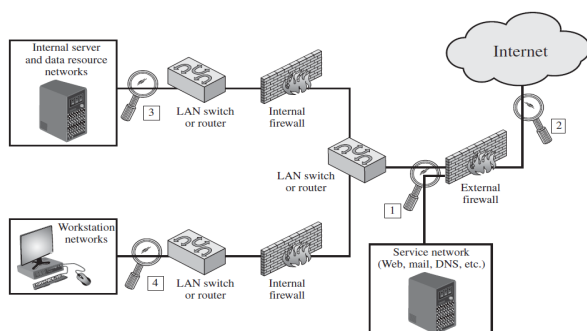 Internal server
and data resource
networks
3
LAN switch
or router
Internal
firewall
Internet
2
LAN switch
or router
1
External
firewall
Workstation
networks
4
LAN switch
or router
Internal
firewall
Service network
(Web, mail, DNS, etc.)